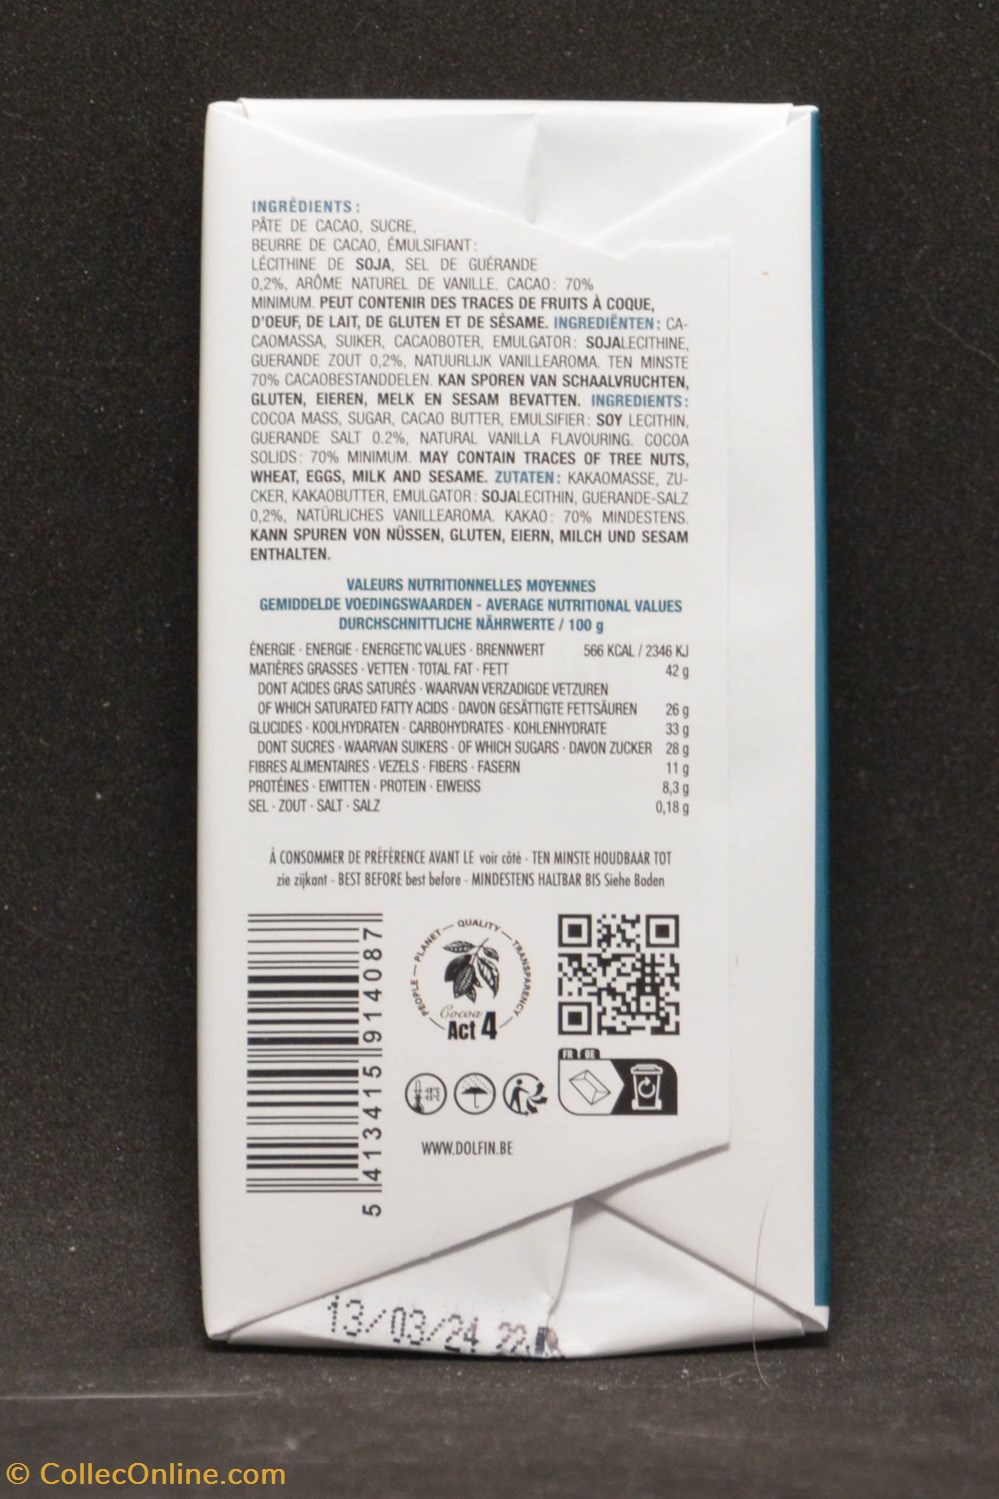 INGRÉDIENTS :
PÂTE DE CACAO, SUCRE,
BEURRE DE CACAO, ÉMULSIFIANT :
LÉCITHINE DE SOJA, SEL DE GUÉRANDE
0,2%, ARÔME NATUREL DE VANILLE. CACAO : 70%
MINIMUM. PEUT CONTENIR DES TRACES DE FRUITS À COQUE,
D'OEUF, DE LAIT, DE GLUTEN ET DE SÉSAME. INGREDIËNTEN : CA-
CAOMASSA, SUIKER, CACAOBOTER, EMULGATOR : SOJALECITHINE,
GUERANDE ZOUT 0,2%, NATUURLIJK VANILLEAROMA. TEN MINSTE
70% CACAOBESTANDDELEN. KAN SPOREN VAN SCHAALVRUCHTEN,
GLUTEN, EIEREN, MELK EN SESAM BEVATTEN. INGREDIENTS :
COCOA MASS, SUGAR, CACAO BUTTER, EMULSIFIER : SOY LECITHIN,
GUERANDE SALT 0.2%, NATURAL VANILLA FLAVOURING. COCOA
SOLIDS : 70% MINIMUM. MAY CONTAIN TRACES OF TREE NUTS,
WHEAT, EGGS, MILK AND SESAME. ZUTATEN : KAKAOMASSE, ZU-
CKER, KAKAOBUTTER, EMULGATOR : SOJALECITHIN, GUERANDE-SALZ
0,2%, NATÜRLICHES VANILLEAROMA. KAKAO : 70% MINDESTENS.
KANN SPUREN VON NÜSSEN, GLUTEN, EIERN, MILCH UND SESAM
ENTHALTEN.
VALEURS NUTRITIONNELLES MOYENNES
GEMIDDELDE VOEDINGSWAARDEN - AVERAGE NUTRITIONAL VALUES
DURCHSCHNITTLICHE NÄHRWERTE / 100 g
ÉNERGIE · ENERGIE · ENERGETIC VALUES · BRENNWERT 566 KCAL / 2346 KJ
MATIÈRES GRASSES · VETTEN · TOTAL FAT · FETT 42 g
DONT ACIDES GRAS SATURÉS · WAARVAN VERZADIGDE VETZUREN
OF WHICH SATURATED FATTY ACIDS · DAVON GESÄTTIGTE FETTSÄUREN 26 g
GLUCIDES · KOOLHYDRATEN · CARBOHYDRATES · KOHLENHYDRATE 33 g
DONT SUCRES · WAARVAN SUIKERS · OF WHICH SUGARS · DAVON ZUCKER 28 g
FIBRES ALIMENTAIRES · VEZELS · FIBERS · FASERN 11 g
PROTÉINES · EIWITTEN · PROTEIN · EIWEISS 8,3 g
SEL · ZOUT · SALT · SALZ 0,18 g
À CONSOMMER DE PRÉFÉRENCE AVANT LE voir côté - TEN MINSTE HOUDBAAR TOT
zie zijkant - BEST BEFORE best before - MINDESTENS HALTBAR BIS Siehe Boden
5 413415 914087
PEOPLE — PLANET — QUALITY — TRANSPARENCY
Cocoa
Act 4
FR BE
WWW.DOLFIN.BE
13/03/24
© CollecOnline.com